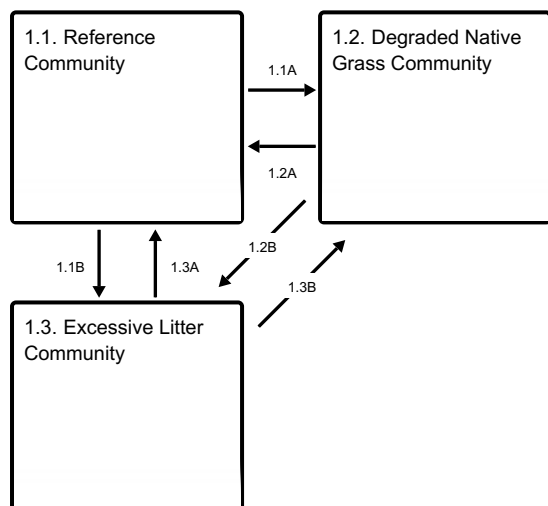 1.1. Reference
Community
1.2. Degraded Native
Grass Community
1.1A
1.2A
1.1B
1.3A
1.2B
1.3B
1.3. Excessive Litter
Community